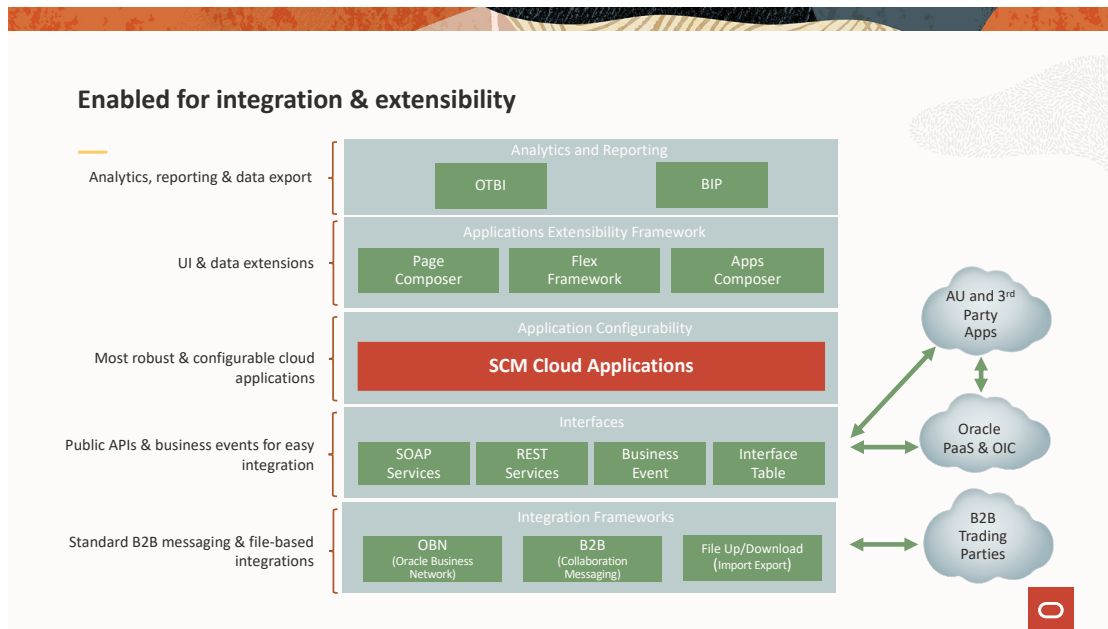 Enabled for integration & extensibility
Analytics, reporting & data export
Analytics and Reporting
OTBI
BIP
UI & data extensions
Applications Extensibility Framework
Page
Composer
Flex
Framework
Apps
Composer
Most robust & configurable cloud
applications
Application Configurability
SCM Cloud Applications
Public APIs & business events for easy
integration
Interfaces
SOAP
Services
REST
Services
Business
Event
Interface
Table
Standard B2B messaging & file-based
integrations
Integration Frameworks
OBN
(Oracle Business
Network)
B2B
(Collaboration
Messaging)
File Up/Download
(Import Export)
AU and 3rd
Party
Apps
Oracle
PaaS & OIC
B2B
Trading
Parties